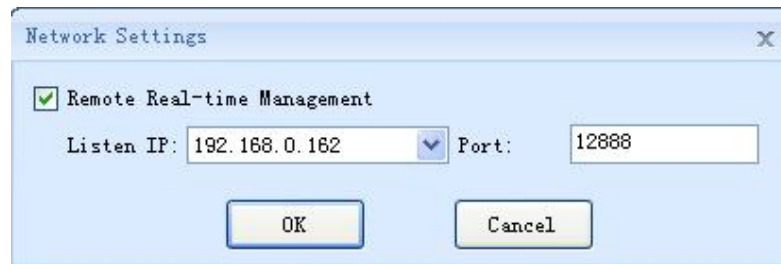 Network Settings
Remote Real-time Management
Listen IP: 192.168.0.162 Port: 12888
OK Cancel